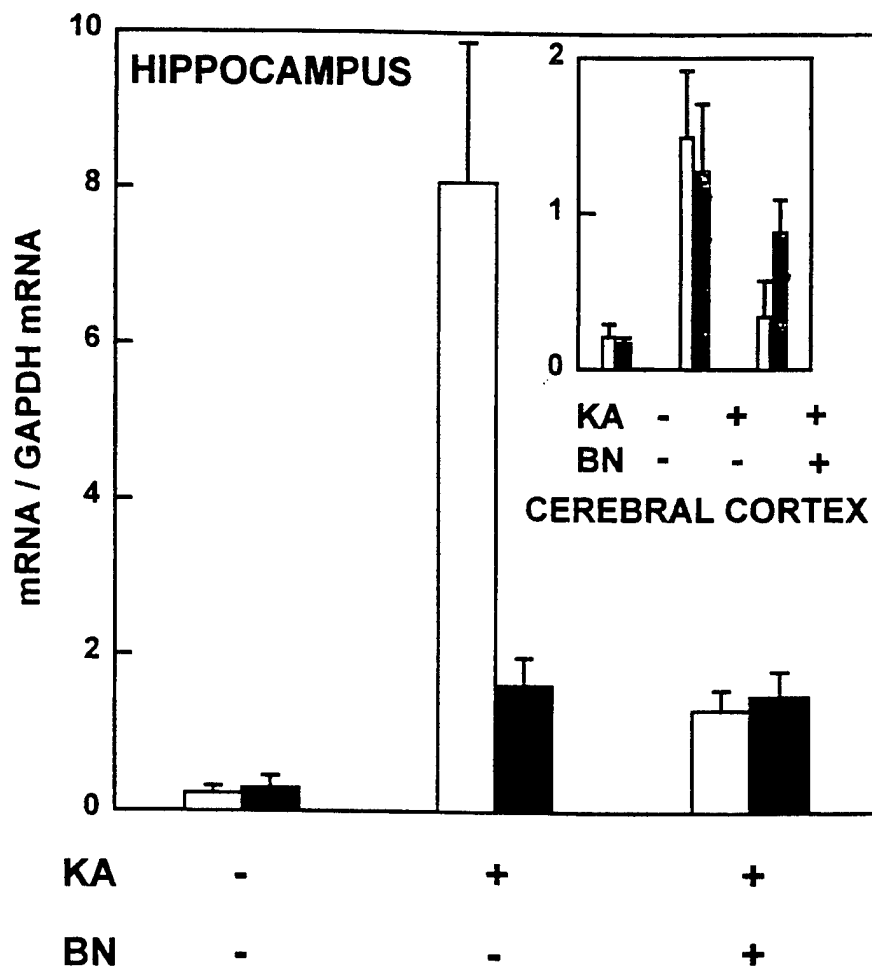 10
HIPPOCAMPUS
8
6
4
2
0
mRNA / GAPDH mRNA
2
1
0
KA - + +
BN - - +
CEREBRAL CORTEX
KA - + +
BN - - +